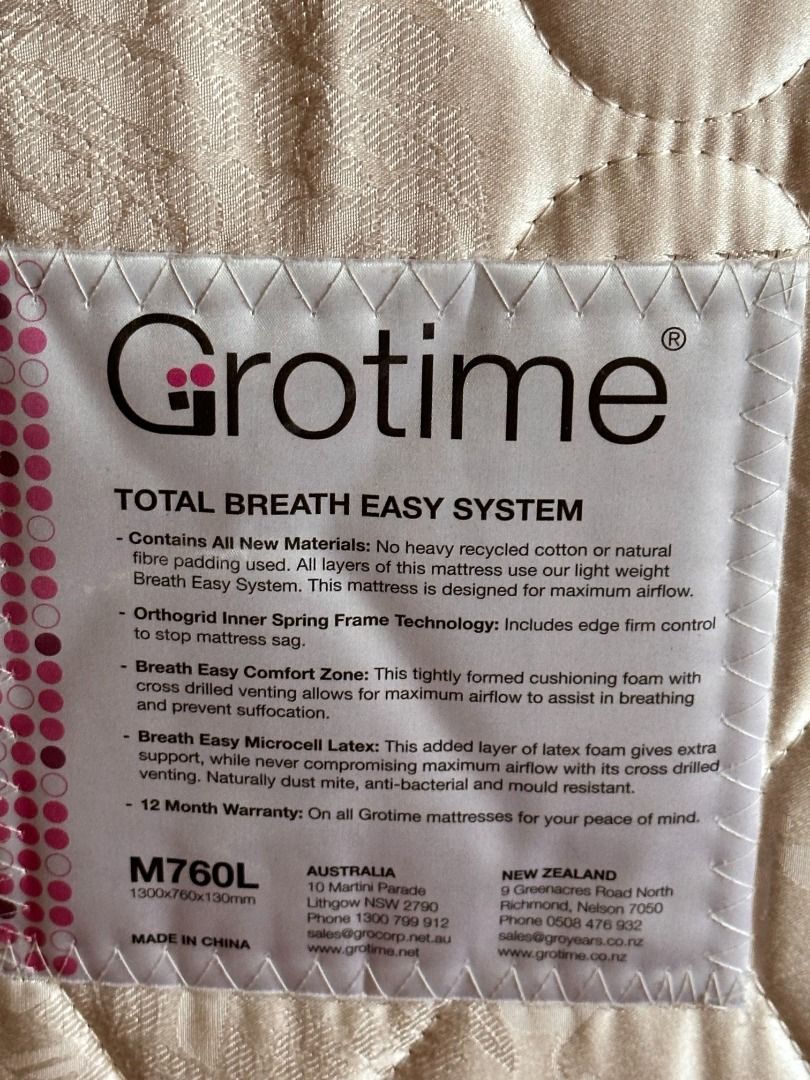 Grotime®
TOTAL BREATH EASY SYSTEM
- Contains All New Materials: No heavy recycled cotton or natural
fibre padding used. All layers of this mattress use our light weight
Breath Easy System. This mattress is designed for maximum airflow.
- Orthogrid Inner Spring Frame Technology: Includes edge firm control
to stop mattress sag.
- Breath Easy Comfort Zone: This tightly formed cushioning foam with
cross drilled venting allows for maximum airflow to assist in breathing
and prevent suffocation.
- Breath Easy Microcell Latex: This added layer of latex foam gives extra
support, while never compromising maximum airflow with its cross drilled
venting. Naturally dust mite, anti-bacterial and mould resistant.
- 12 Month Warranty: On all Grotime mattresses for your peace of mind.
M760L
1300x760x130mm
MADE IN CHINA
AUSTRALIA
10 Martini Parade
Lithgow NSW 2790
Phone 1300 799 912
sales@grocorp.net.au
www.grotime.net
NEW ZEALAND
9 Greenacres Road North
Richmond, Nelson 7050
Phone 0508 476 932
sales@groyears.co.nz
www.grotime.co.nz